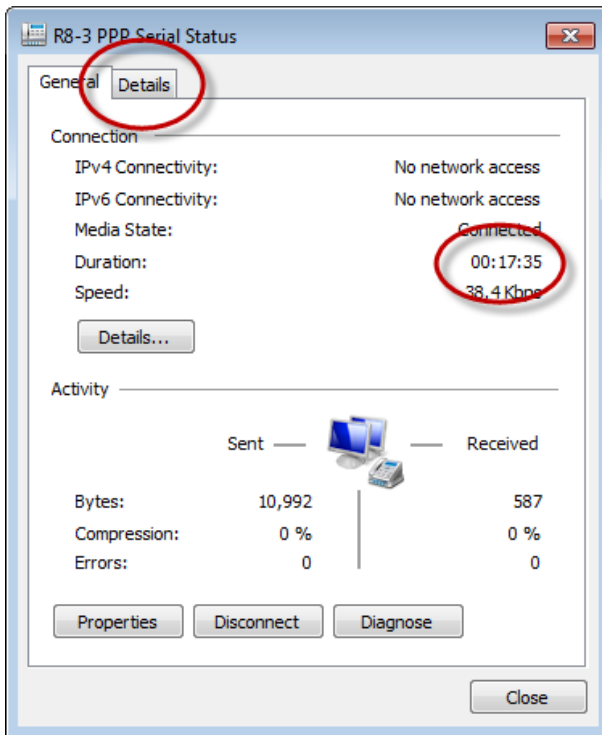 R8-3 PPP Serial Status
General Details
Connection
IPv4 Connectivity: No network access
IPv6 Connectivity: No network access
Media State: Connected
Duration: 00:17:35
Speed: 38.4 Kbps
Details...
Activity
Sent Received
Bytes: 10,992 587
Compression: 0 % 0 %
Errors: 0 0
Properties Disconnect Diagnose
Close